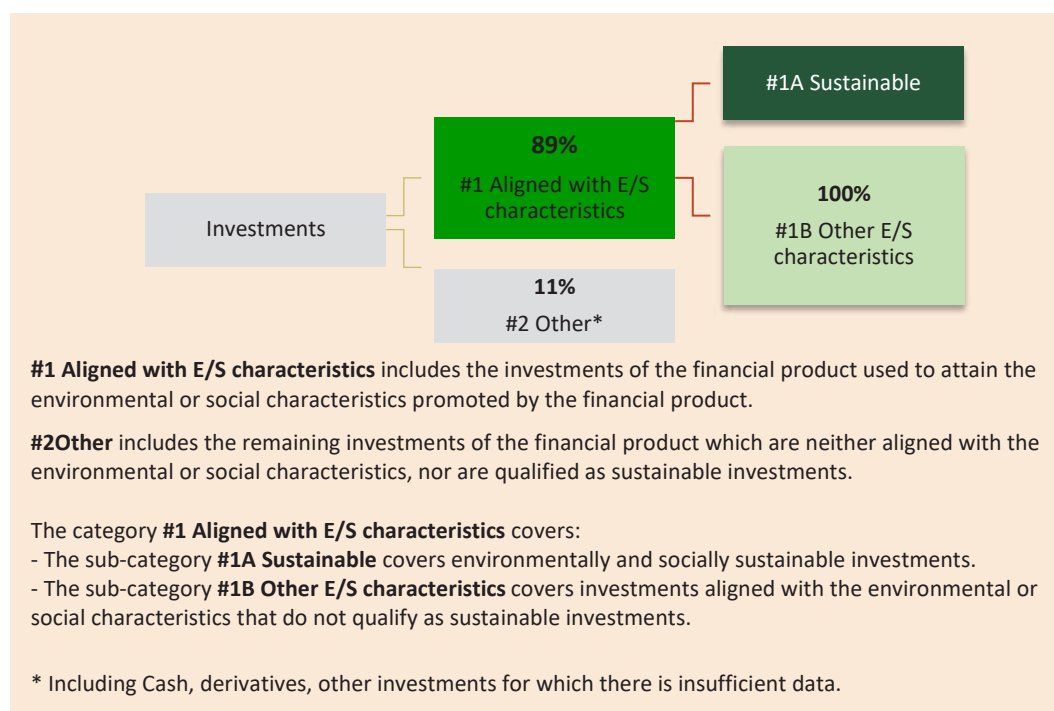 #1A Sustainable
89%
#1 Aligned with E/S
characteristics
100%
#1B Other E/S
characteristics
Investments
11%
#2 Other*
#1 Aligned with E/S characteristics includes the investments of the financial product used to attain the
environmental or social characteristics promoted by the financial product.
#2Other includes the remaining investments of the financial product which are neither aligned with the
environmental or social characteristics, nor are qualified as sustainable investments.
The category #1 Aligned with E/S characteristics covers:
- The sub-category #1A Sustainable covers environmentally and socially sustainable investments.
- The sub-category #1B Other E/S characteristics covers investments aligned with the environmental or
social characteristics that do not qualify as sustainable investments.
* Including Cash, derivatives, other investments for which there is insufficient data.